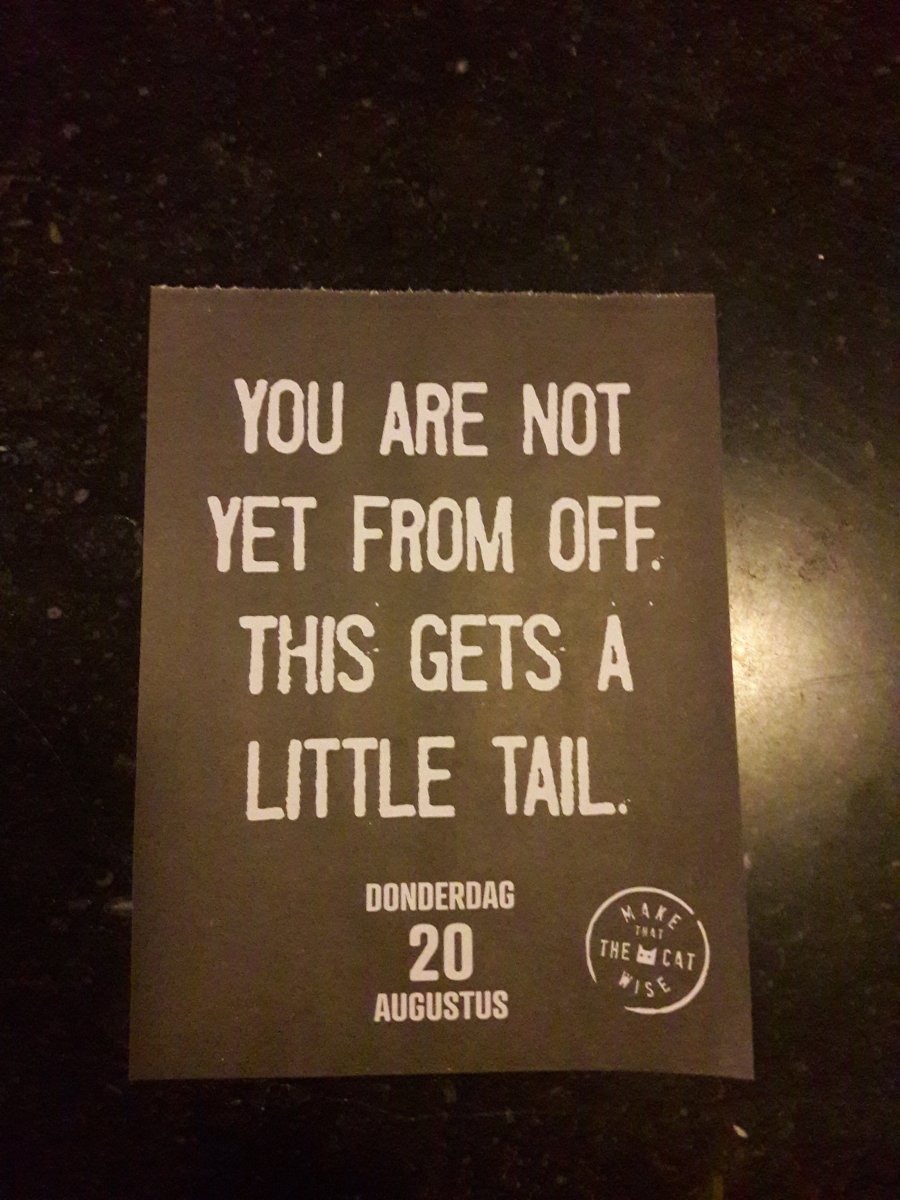 YOU ARE NOT
YET FROM OFF.
THIS GETS A
LITTLE TAIL.
DONDERDAG
20
AUGUSTUS
MAKE
THAT
THE CAT
WISE